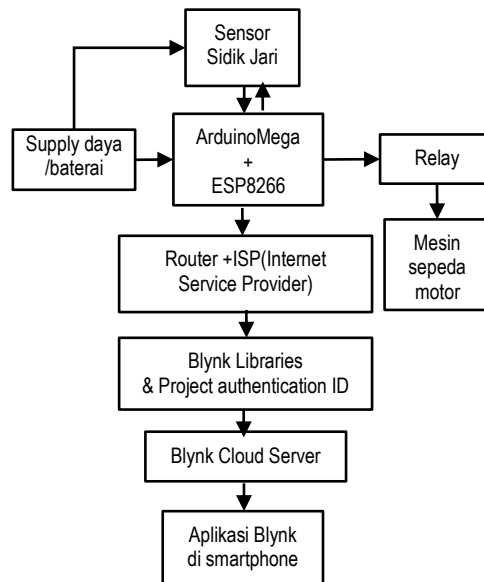 Sensor
Sidik Jari
Supply daya
/baterai
ArduinoMega
+
ESP8266
Relay
Mesin
sepeda
motor
Router +ISP(Internet
Service Provider)
Blynk Libraries
& Project authentication ID
Blynk Cloud Server
Aplikasi Blynk
di smartphone